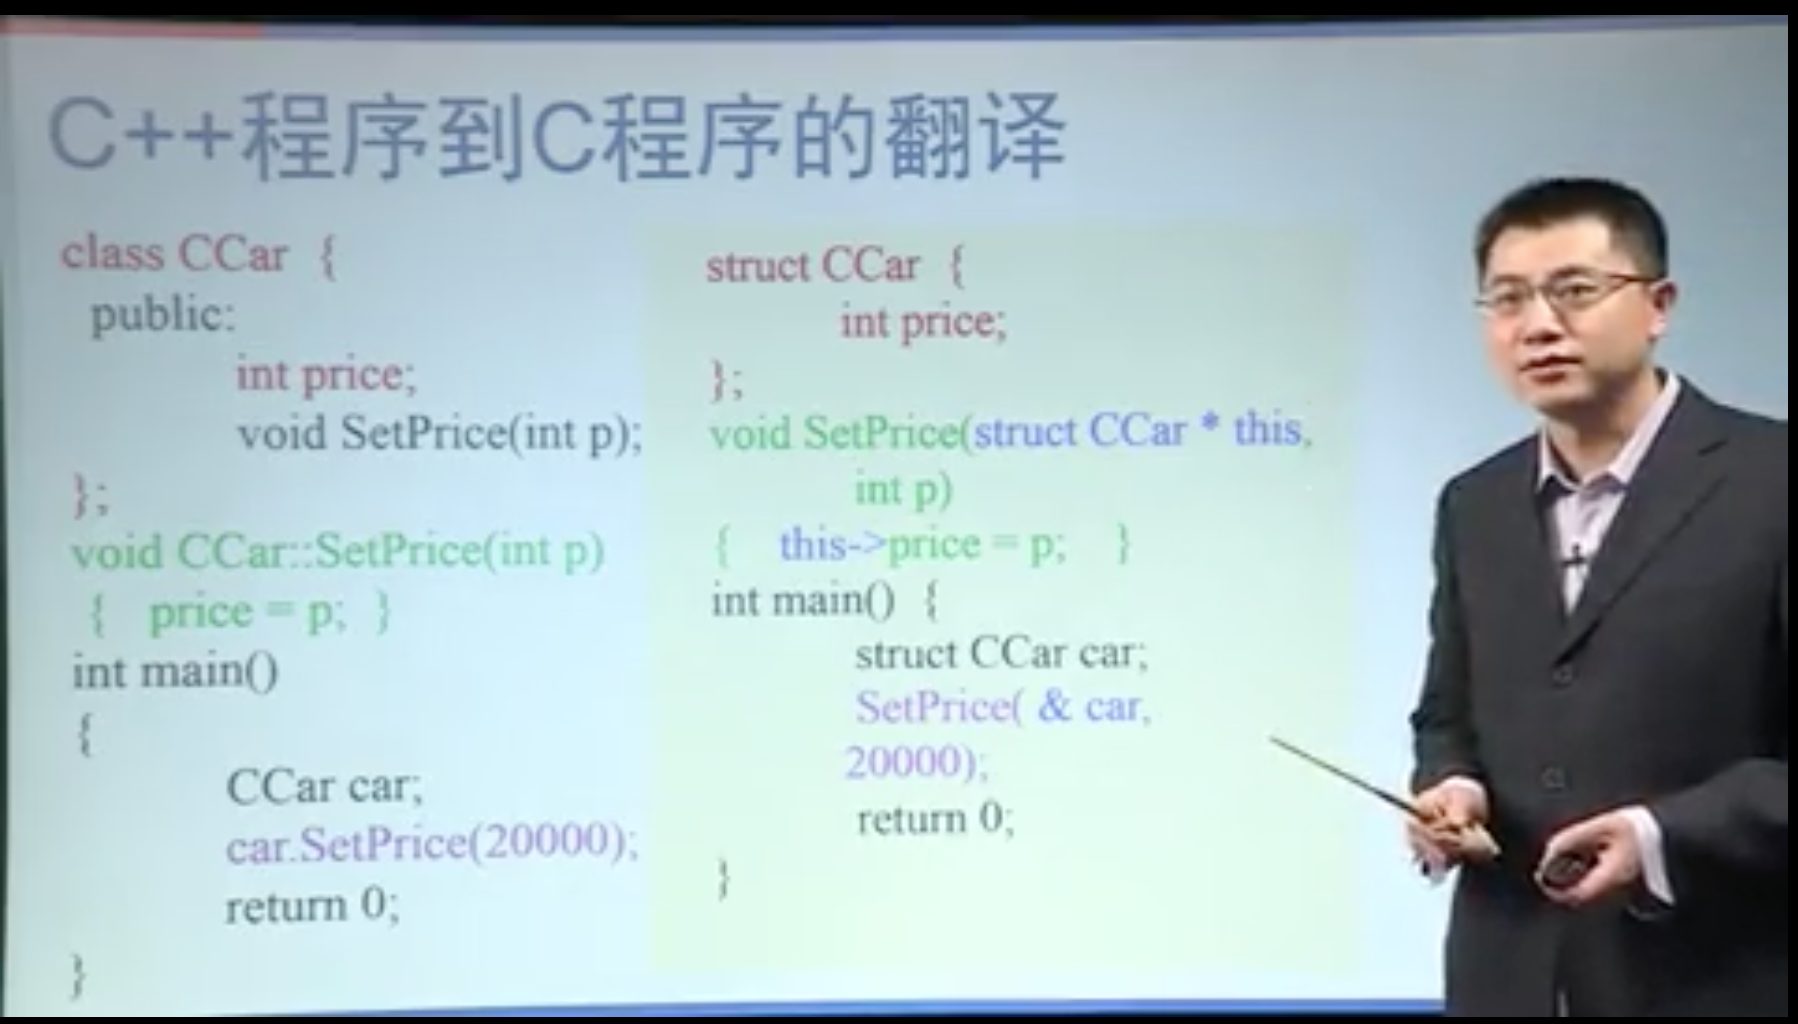 C++程序到C程序的翻译
class CCar {
public:
int price;
void SetPrice(int p);
};
void CCar::SetPrice(int p)
{ price = p; }
int main()
{
CCar car;
car.SetPrice(20000);
return 0;
}
struct CCar {
int price;
};
void SetPrice(struct CCar * this,
int p)
{ this->price = p; }
int main() {
struct CCar car;
SetPrice( & car,
20000);
return 0;
}